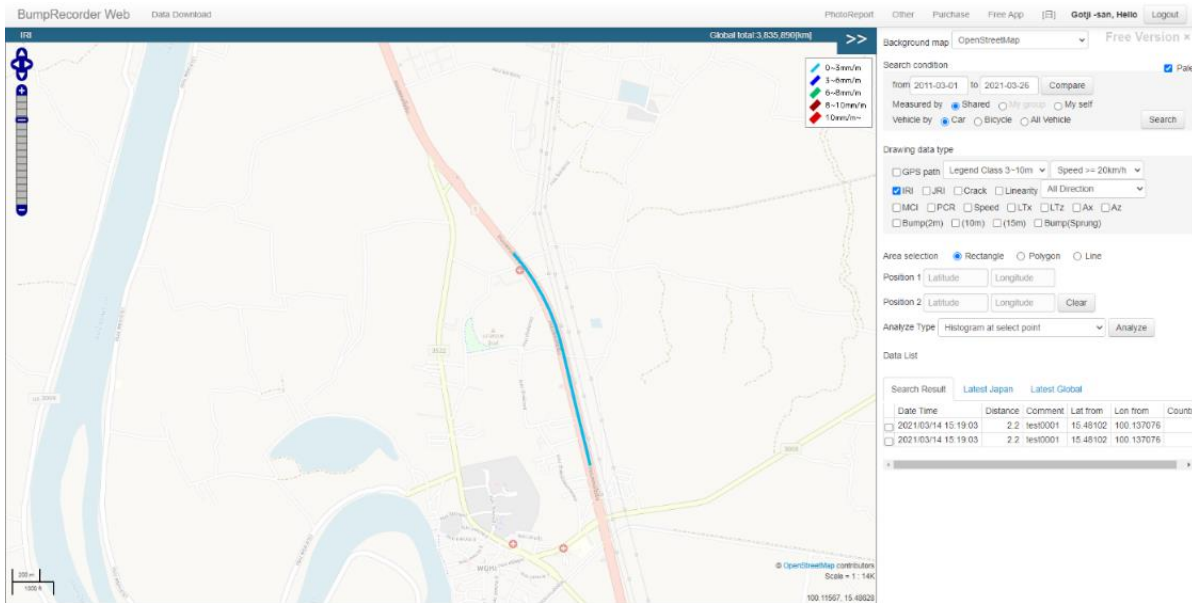 BumpRecorder Web Data Download PhotoReport Other Purchase Free App [日] Gotji -san, Hello Logout
IRI Global total:3,835,890[km] >>
0~3mm/m
3~6mm/m
6~8mm/m
8~10mm/m
10mm/m~
Background map OpenStreetMap Free Version ×
Search condition Pale
from 2011-03-01 to 2021-03-26 Compare
Measured by Shared My group My self
Vehicle by Car Bicycle All Vehicle Search
Drawing data type
GPS path Legend Class 3~10m Speed >= 20km/h
IRI JRI Crack Linearity All Direction
MCI PCR Speed LTx LTz Ax Az
Bump(2m) (10m) (15m) Bump(Sprung)
Area selection Rectangle Polygon Line
Position 1 Latitude Longitude
Position 2 Latitude Longitude Clear
Analyze Type Histogram at select point Analyze
Data List
Search Result Latest Japan Latest Global
Date Time Distance Comment Lat from Lon from Count
2021/03/14 15:19:03 2.2 test0001 15.48102 100.137076
2021/03/14 15:19:03 2.2 test0001 15.48102 100.137076
3522
200 m
1000 ft
© OpenStreetMap contributors
Scale = 1 : 14K
100.11567, 15.48028